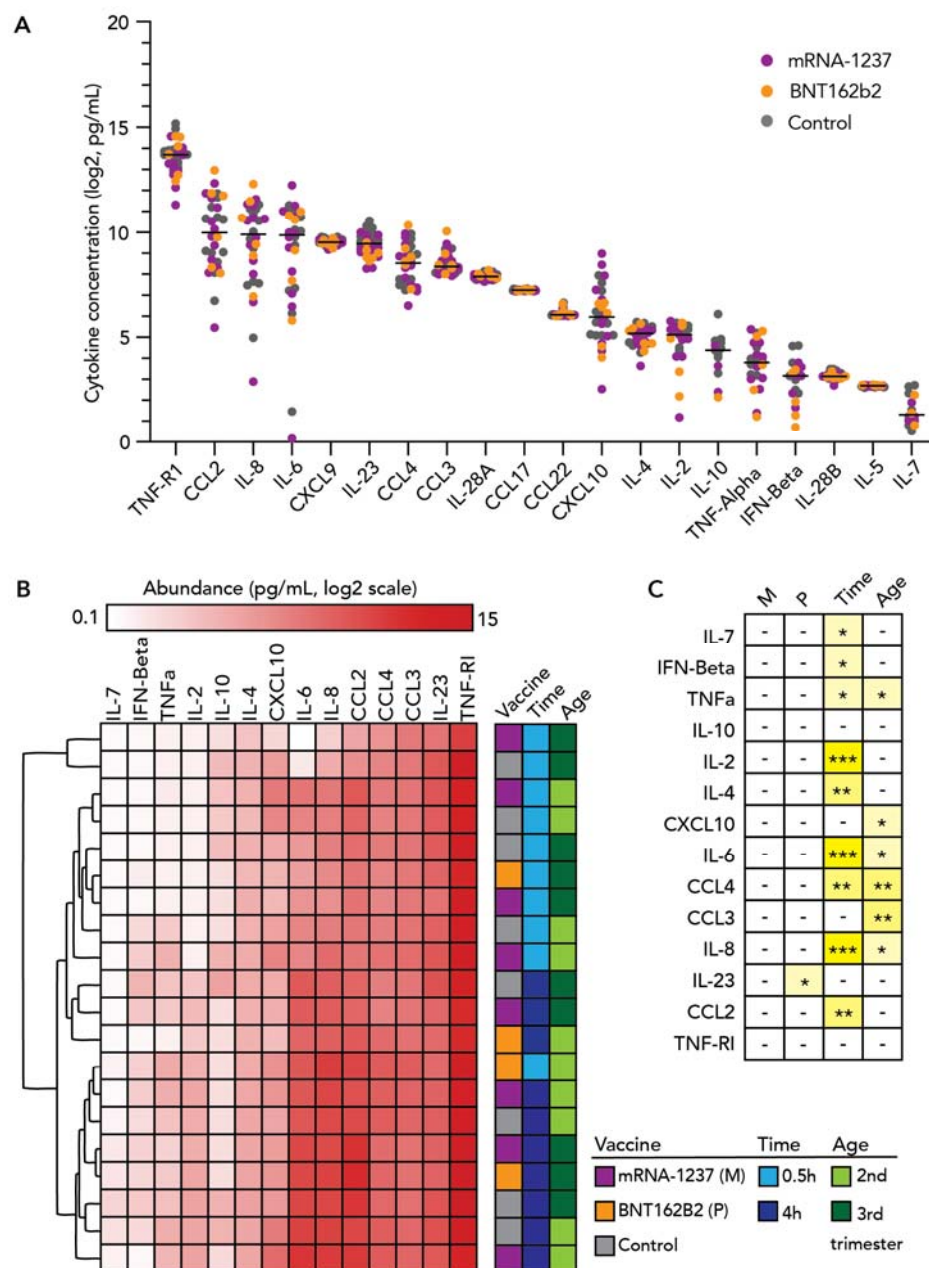 A
20
15
10
5
0
Cytokine concentration (log2, pg/mL)
mRNA-1237
BNT162b2
Control
TNF-R1
CCL2
IL-8
IL-6
CXCL9
IL-23
CCL4
CCL3
IL-28A
CCL17
CCL22
CXCL10
IL-4
IL-2
IL-10
TNF-Alpha
IFN-Beta
IL-28B
IL-5
IL-7
B
Abundance (pg/mL, log2 scale)
0.1
15
IL-7
IFN-Beta
TNFa
IL-2
IL-10
IL-4
CXCL10
IL-6
IL-8
CCL2
CCL4
CCL3
IL-23
TNF-RI
Vaccine
Time
Age
C
M P Time Age
IL-7 - - * -
IFN-Beta - - * -
TNFa - - * *
IL-10 - - - -
IL-2 - - *** -
IL-4 - - ** -
CXCL10 - - - *
IL-6 - - *** *
CCL4 - - ** **
CCL3 - - - **
IL-8 - - *** *
IL-23 - * - -
CCL2 - - ** -
TNF-RI - - - -
Vaccine Time Age
mRNA-1237 (M) 0.5h 2nd
BNT162B2 (P) 4h 3rd
Control trimester